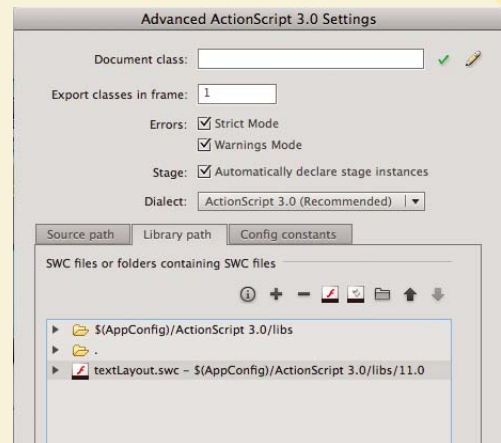 Advanced ActionScript 3.0 Settings
Document class:
Export classes in frame: 1
Errors: Strict Mode
Warnings Mode
Stage: Automatically declare stage instances
Dialect: ActionScript 3.0 (Recommended)
Source path Library path Config constants
SWC files or folders containing SWC files
$(AppConfig)/ActionScript 3.0/libs
.
textLayout.swc – $(AppConfig)/ActionScript 3.0/libs/11.0